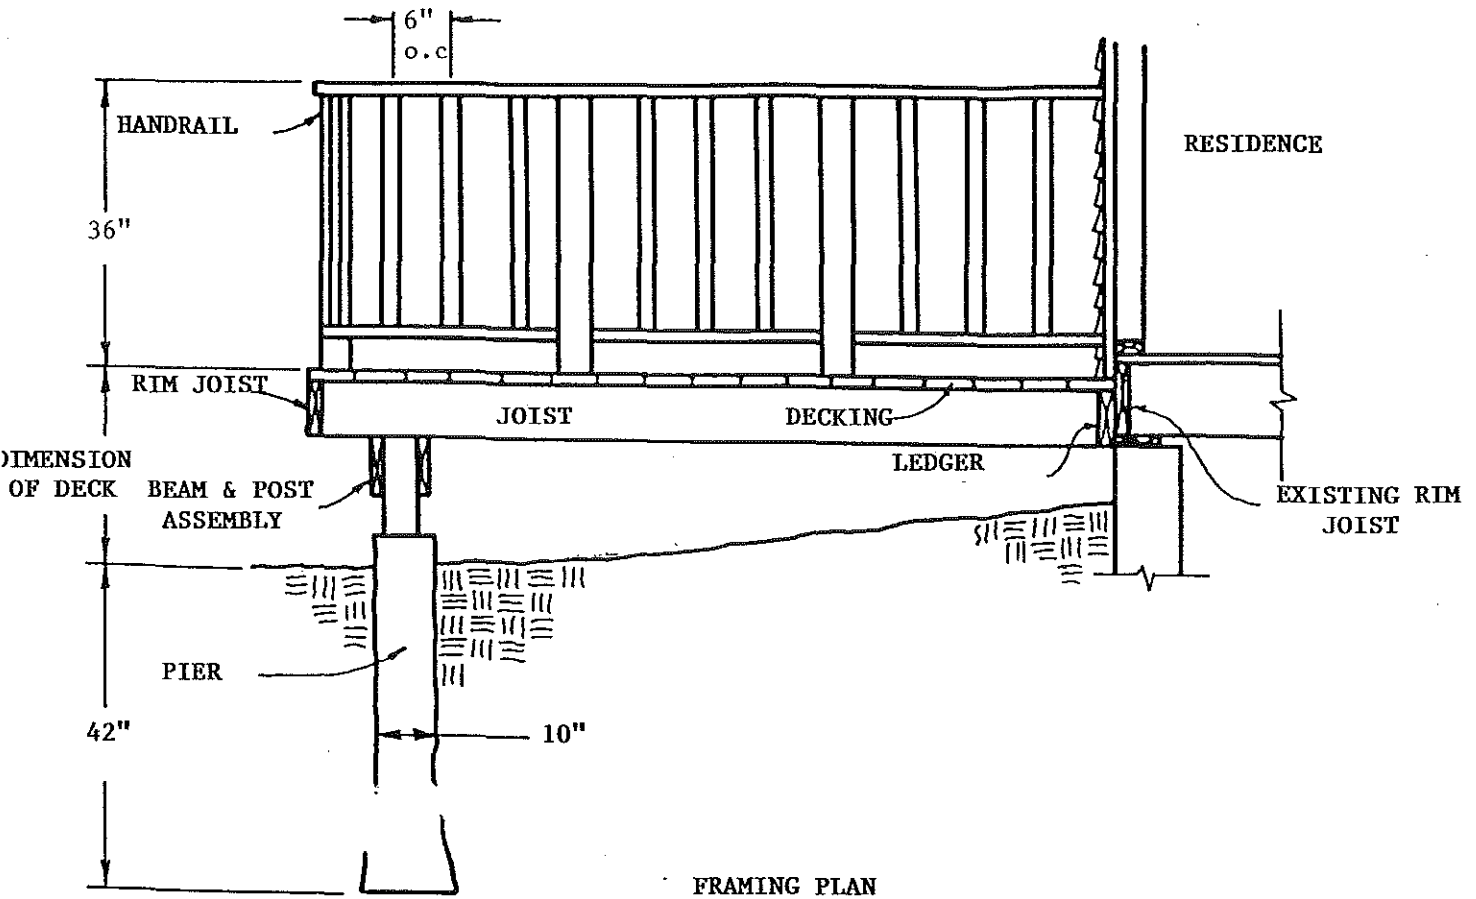 6"
o.c
HANDRAIL
RESIDENCE
36"
RIM JOIST
JOIST
DECKING
DIMENSION
OF DECK
BEAM & POST
ASSEMBLY
LEDGER
EXISTING RIM
JOIST
PIER
42"
10"
FRAMING PLAN